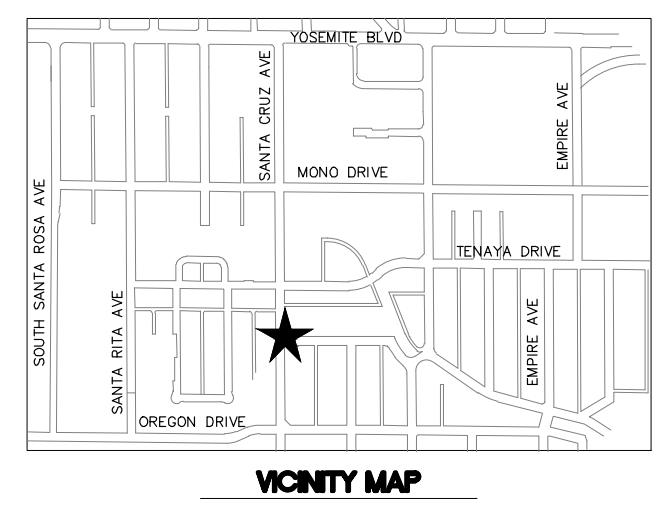 YOSEMITE BLVD
SANTA CRUZ AVE
EMPIRE AVE
MONO DRIVE
SOUTH SANTA ROSA AVE
TENAYA DRIVE
SANTA RITA AVE
EMPIRE AVE
OREGON DRIVE
VICINITY MAP